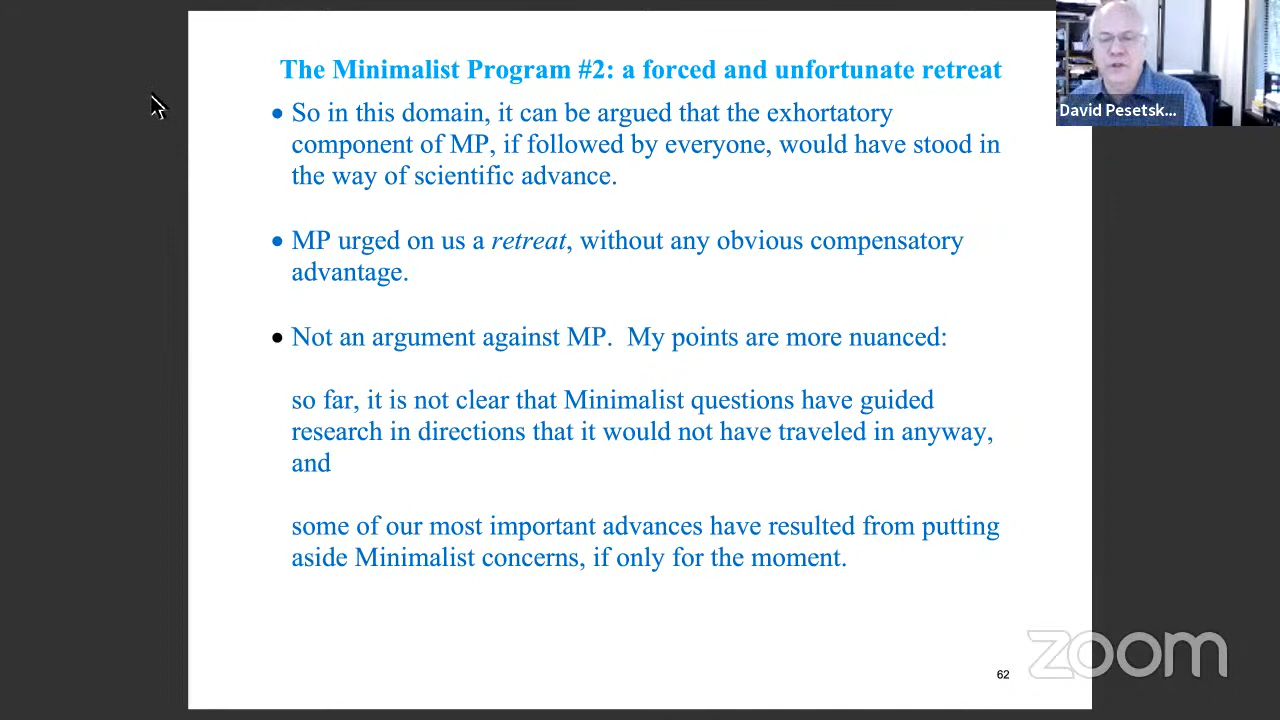 The Minimalist Program #2: a forced and unfortunate retreat
• So in this domain, it can be argued that the exhortatory
component of MP, if followed by everyone, would have stood in
the way of scientific advance.
• MP urged on us a retreat, without any obvious compensatory
advantage.
• Not an argument against MP. My points are more nuanced:
so far, it is not clear that Minimalist questions have guided
research in directions that it would not have traveled in anyway,
and
some of our most important advances have resulted from putting
aside Minimalist concerns, if only for the moment.
62
David Pesetsk...
zoom